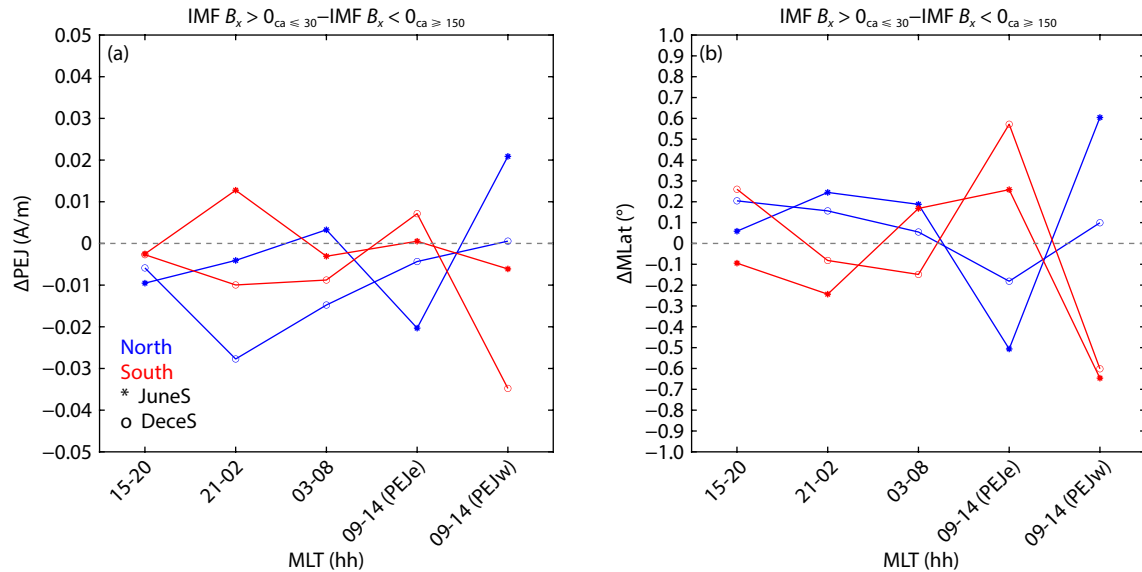 IMF Bx > 0ca ≤ 30−IMF Bx < 0ca ≥ 150
(a)
ΔPEJ (A/m)
0.05
0.04
0.03
0.02
0.01
0
−0.01
−0.02
−0.03
−0.04
−0.05
North
South
* JuneS
o DeceS
15-20
21-02
03-08
09-14 (PEJe)
09-14 (PEJw)
MLT (hh)
IMF Bx > 0ca ≤ 30−IMF Bx < 0ca ≥ 150
(b)
ΔMLat (°)
1.0
0.9
0.8
0.7
0.6
0.5
0.4
0.3
0.2
0.1
0
−0.1
−0.2
−0.3
−0.4
−0.5
−0.6
−0.7
−0.8
−0.9
−1.0
15-20
21-02
03-08
09-14 (PEJe)
09-14 (PEJw)
MLT (hh)